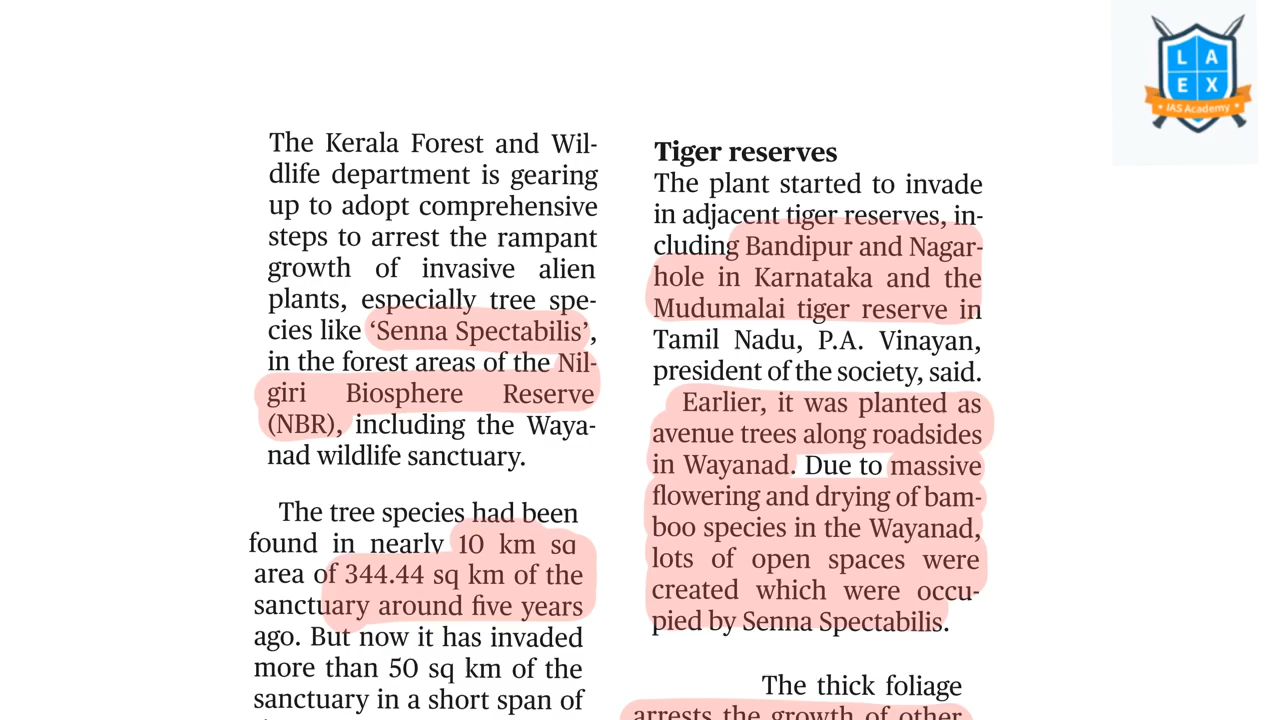 L A
E X
IAS Academy
The Kerala Forest and Wil-
dlife department is gearing
up to adopt comprehensive
steps to arrest the rampant
growth of invasive alien
plants, especially tree spe-
cies like ‘Senna Spectabilis’,
in the forest areas of the Nil-
giri Biosphere Reserve
(NBR), including the Waya-
nad wildlife sanctuary.
The tree species had been
found in nearly 10 km sq
area of 344.44 sq km of the
sanctuary around five years
ago. But now it has invaded
more than 50 sq km of the
sanctuary in a short span of
Tiger reserves
The plant started to invade
in adjacent tiger reserves, in-
cluding Bandipur and Nagar-
hole in Karnataka and the
Mudumalai tiger reserve in
Tamil Nadu, P.A. Vinayan,
president of the society, said.
Earlier, it was planted as
avenue trees along roadsides
in Wayanad. Due to massive
flowering and drying of bam-
boo species in the Wayanad,
lots of open spaces were
created which were occu-
pied by Senna Spectabilis.
The thick foliage
arrests the growth of other